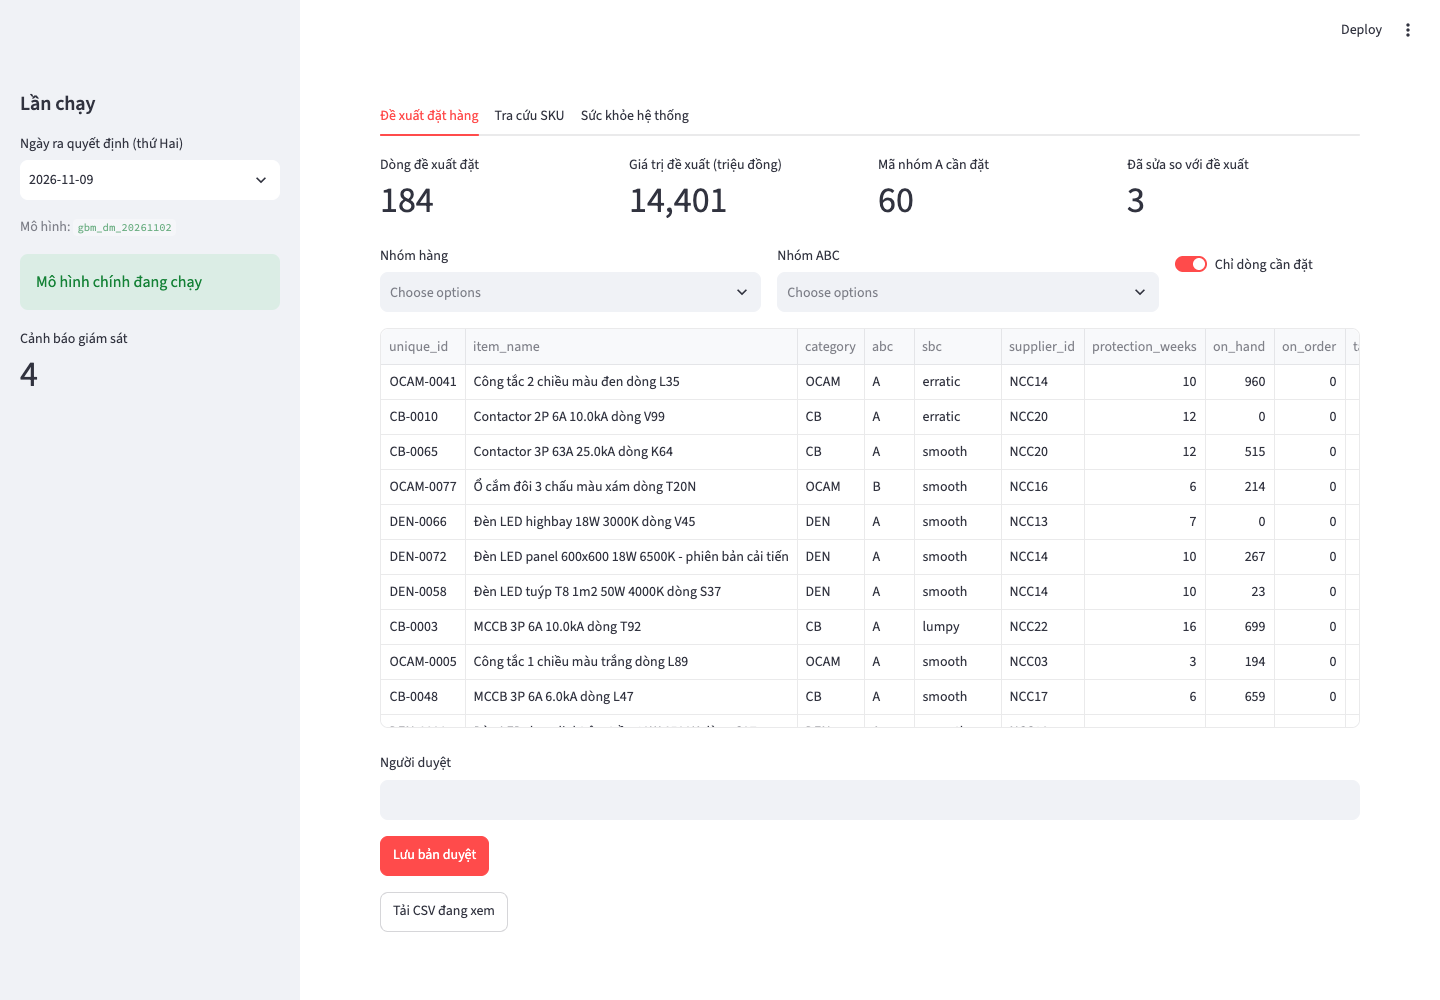 Deploy
Lần chạy
Ngày ra quyết định (thứ Hai)
2026-11-09
Mô hình: gbm_dm_20261102
Mô hình chính đang chạy
Cảnh báo giám sát
4
Đề xuất đặt hàng Tra cứu SKU Sức khỏe hệ thống
Dòng đề xuất đặt Giá trị đề xuất (triệu đồng) Mã nhóm A cần đặt Đã sửa so với đề xuất
184 14,401 60 3
Nhóm hàng Nhóm ABC Chỉ dòng cần đặt
Choose options Choose options
unique_id item_name category abc sbc supplier_id protection_weeks on_hand on_order
OCAM-0041 Công tắc 2 chiều màu đen dòng L35 OCAM A erratic NCC14 10 960 0
CB-0010 Contactor 2P 6A 10.0kA dòng V99 CB A erratic NCC20 12 0 0
CB-0065 Contactor 3P 63A 25.0kA dòng K64 CB A smooth NCC20 12 515 0
OCAM-0077 Ổ cắm đôi 3 chấu màu xám dòng T20N OCAM B smooth NCC16 6 214 0
DEN-0066 Đèn LED highbay 18W 3000K dòng V45 DEN A smooth NCC13 7 0 0
DEN-0072 Đèn LED panel 600x600 18W 6500K - phiên bản cải tiến DEN A smooth NCC14 10 267 0
DEN-0058 Đèn LED tuýp T8 1m2 50W 4000K dòng S37 DEN A smooth NCC14 10 23 0
CB-0003 MCCB 3P 6A 10.0kA dòng T92 CB A lumpy NCC22 16 699 0
OCAM-0005 Công tắc 1 chiều màu trắng dòng L89 OCAM A smooth NCC03 3 194 0
CB-0048 MCCB 3P 6A 6.0kA dòng L47 CB A smooth NCC17 6 659 0
Người duyệt
Lưu bản duyệt
Tải CSV đang xem